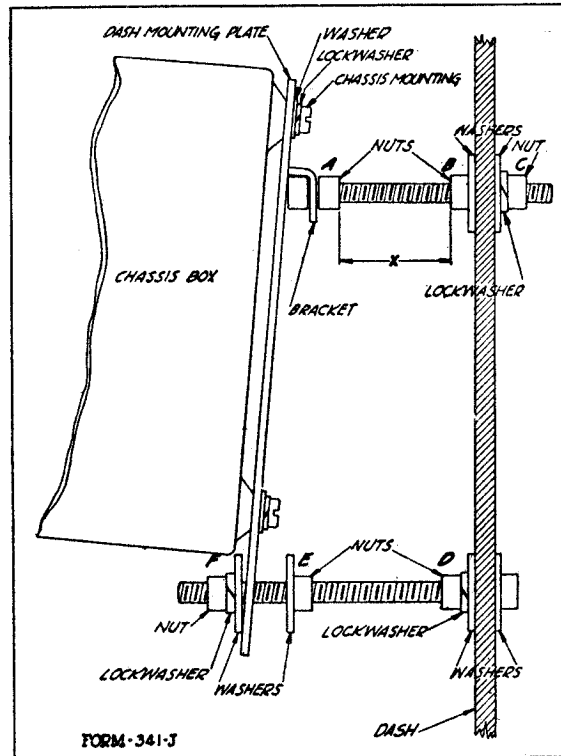 DASH MOUNTING PLATE
WASHER
LOCKWASHER
CHASSIS MOUNTING
WASHERS
NUT
A
NUTS
B
C
X
CHASSIS BOX
LOCKWASHER
BRACKET
F
E
NUTS
D
NUT
LOCKWASHER
LOCKWASHER
WASHERS
WASHERS
DASH
FORM-341-J